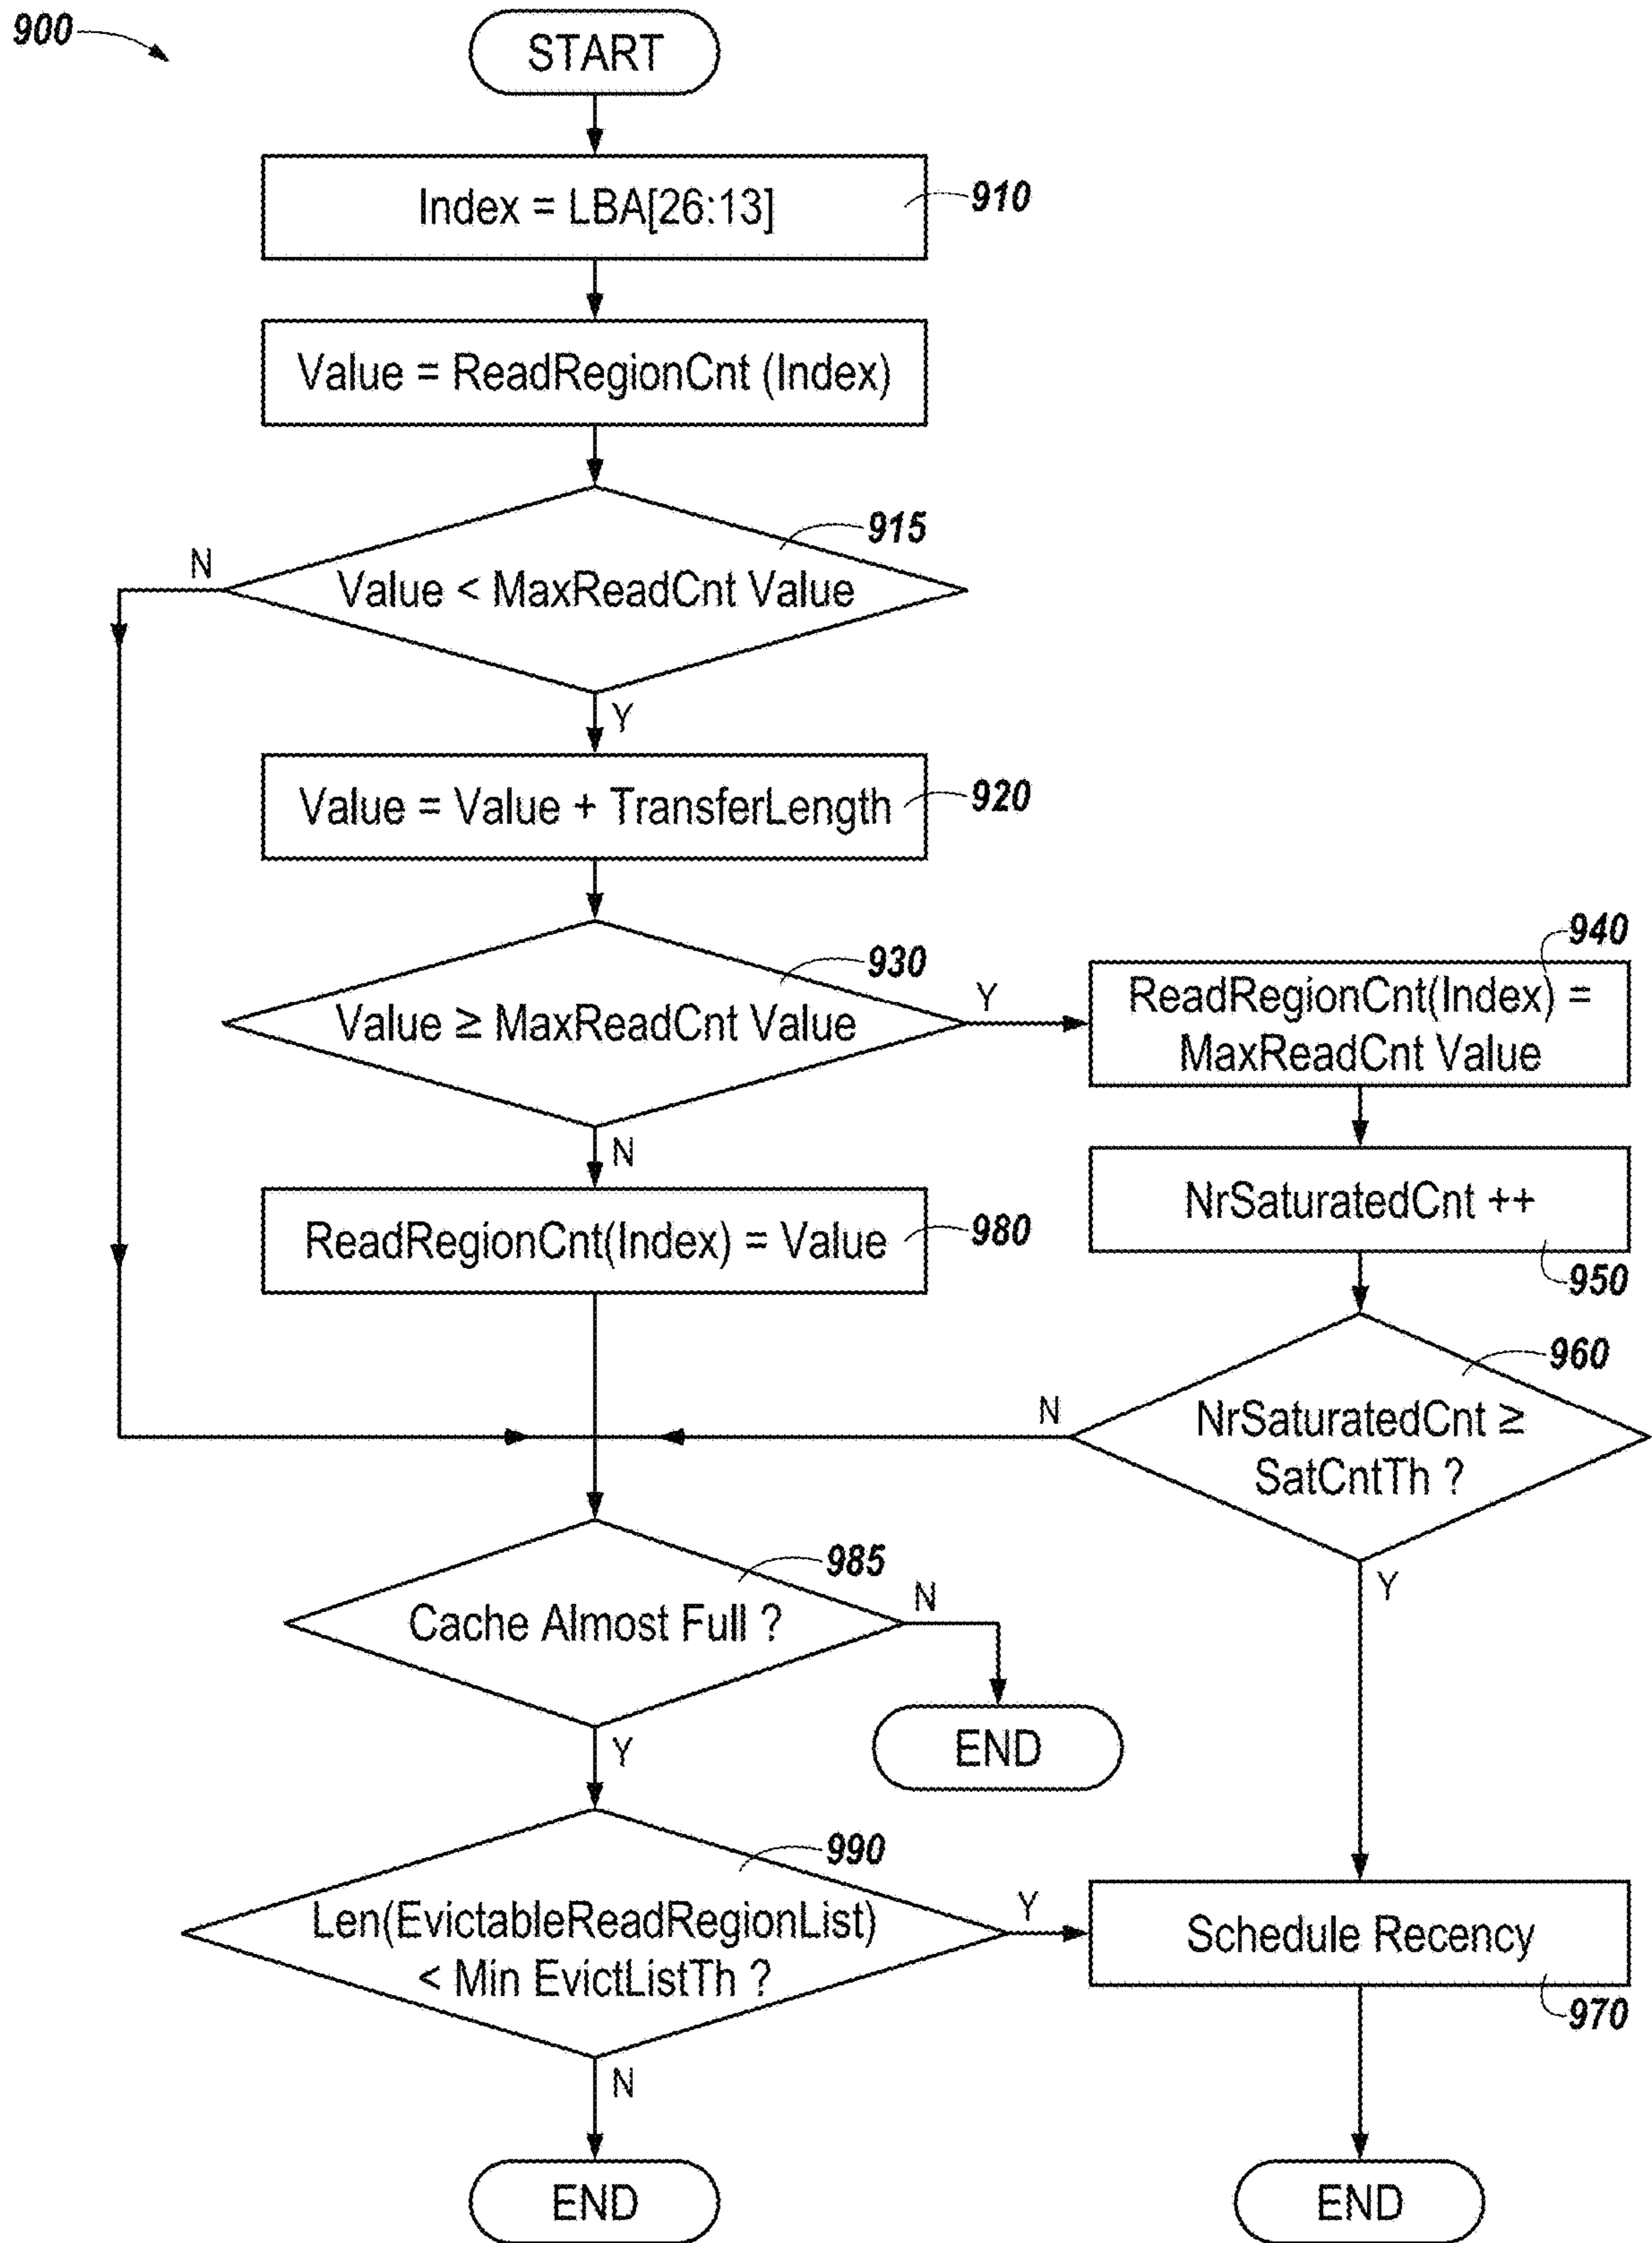 900
START
Index = LBA[26:13]
910
Value = ReadRegionCnt (Index)
915
N
Value < MaxReadCnt Value
Y
Value = Value + TransferLength
920
930
Value ≥ MaxReadCnt Value
Y
N
940
ReadRegionCnt(Index) =
MaxReadCnt Value
NrSaturatedCnt ++
950
ReadRegionCnt(Index) = Value
980
960
NrSaturatedCnt ≥
SatCntTh ?
N
Y
985
Cache Almost Full ?
N
END
Y
990
Len(EvictableReadRegionList)
< Min EvictListTh ?
Y
Schedule Recency
970
N
END
END